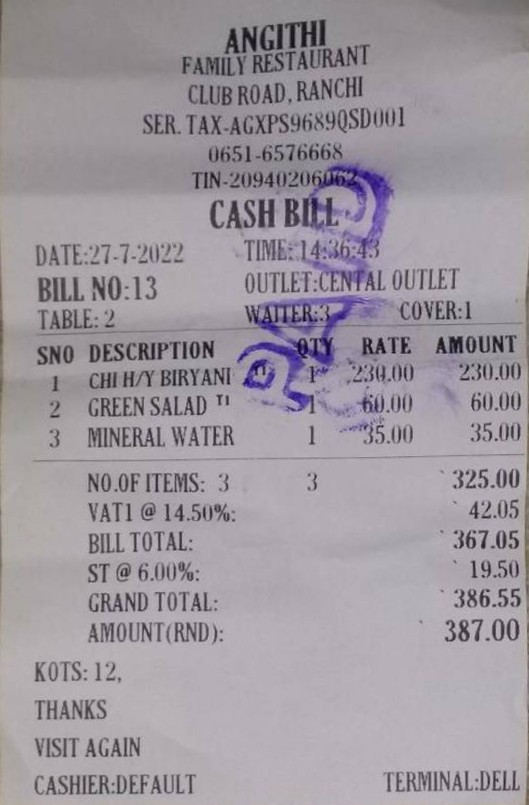 ANGITHI
FAMILY RESTAURANT
CLUB ROAD, RANCHI
SER. TAX-AGXPS9689QSD001
0651-6576668
TIN-20940206062
CASH BILL
PAID
DATE:27-7-2022 TIME: 14:36:43
BILL NO:13 OUTLET:CENTAL OUTLET
TABLE: 2 WAITER:3 COVER:1
SNO DESCRIPTION QTY RATE AMOUNT
1 CHI H/Y BIRYANI T1 1 230.00 230.00
2 GREEN SALAD T1 1 60.00 60.00
3 MINERAL WATER 1 35.00 35.00
NO.OF ITEMS: 3 3 ` 325.00
VAT1 @ 14.50%: ` 42.05
BILL TOTAL: ` 367.05
ST @ 6.00%: ` 19.50
GRAND TOTAL: ` 386.55
AMOUNT(RND): ` 387.00
KOTS: 12,
THANKS
VISIT AGAIN
CASHIER:DEFAULT TERMINAL:DELL